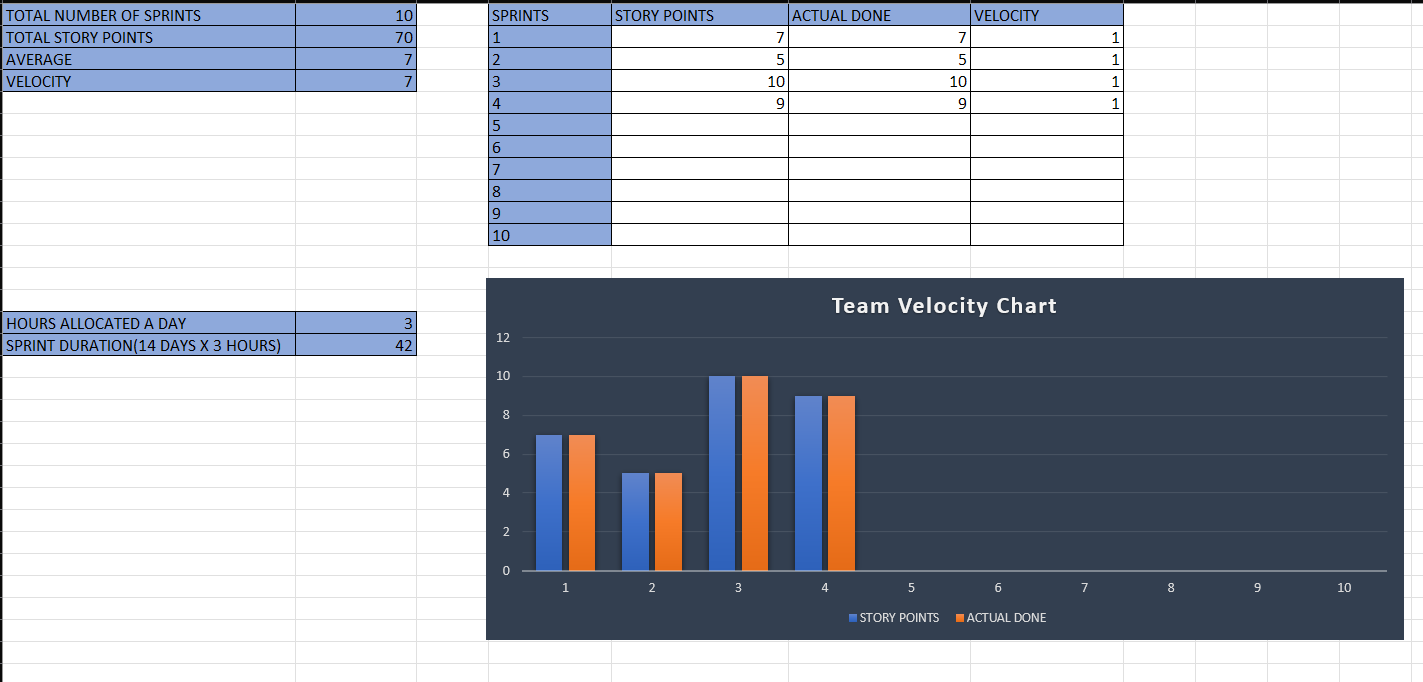 TOTAL NUMBER OF SPRINTS 10
TOTAL STORY POINTS 70
AVERAGE 7
VELOCITY 7
SPRINTS STORY POINTS ACTUAL DONE VELOCITY
1 7 7 1
2 5 5 1
3 10 10 1
4 9 9 1
5
6
7
8
9
10
HOURS ALLOCATED A DAY 3
SPRINT DURATION(14 DAYS X 3 HOURS) 42
Team Velocity Chart
12
10
8
6
4
2
0
1 2 3 4 5 6 7 8 9 10
STORY POINTS ACTUAL DONE